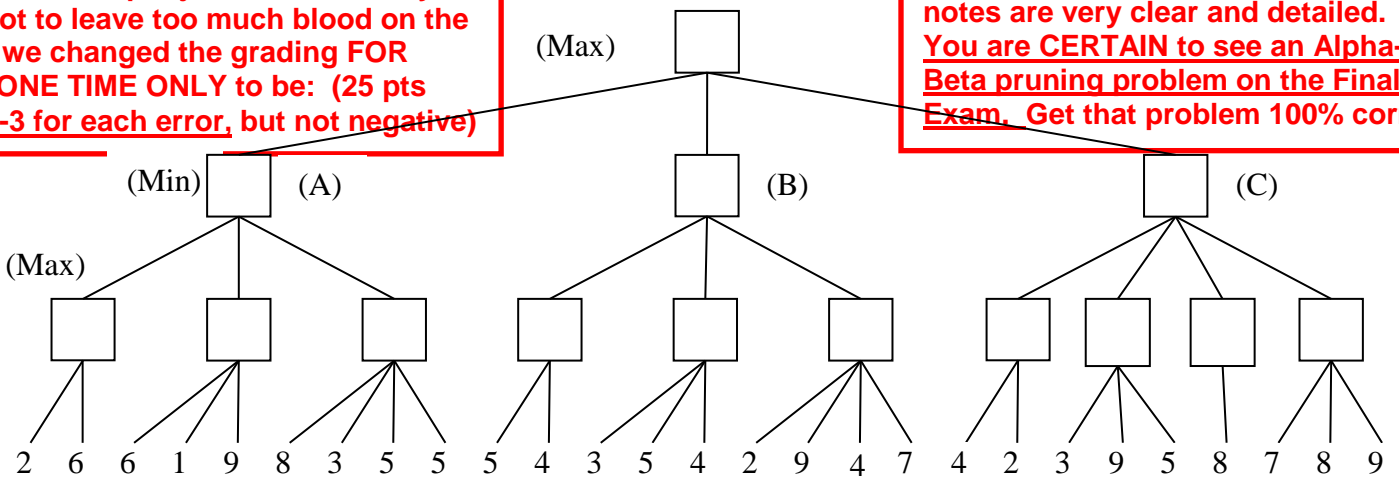 ot to leave too much blood on the
we changed the grading FOR
ONE TIME ONLY to be: (25 pts
-3 for each error, but not negative)
notes are very clear and detailed.
You are CERTAIN to see an Alpha-
Beta pruning problem on the Final
Exam. Get that problem 100% cor
(Max)
(Min) (A) (B) (C)
(Max)
2 6 6 1 9 8 3 5 5 5 4 3 5 4 2 9 4 7 4 2 3 9 5 8 7 8 9